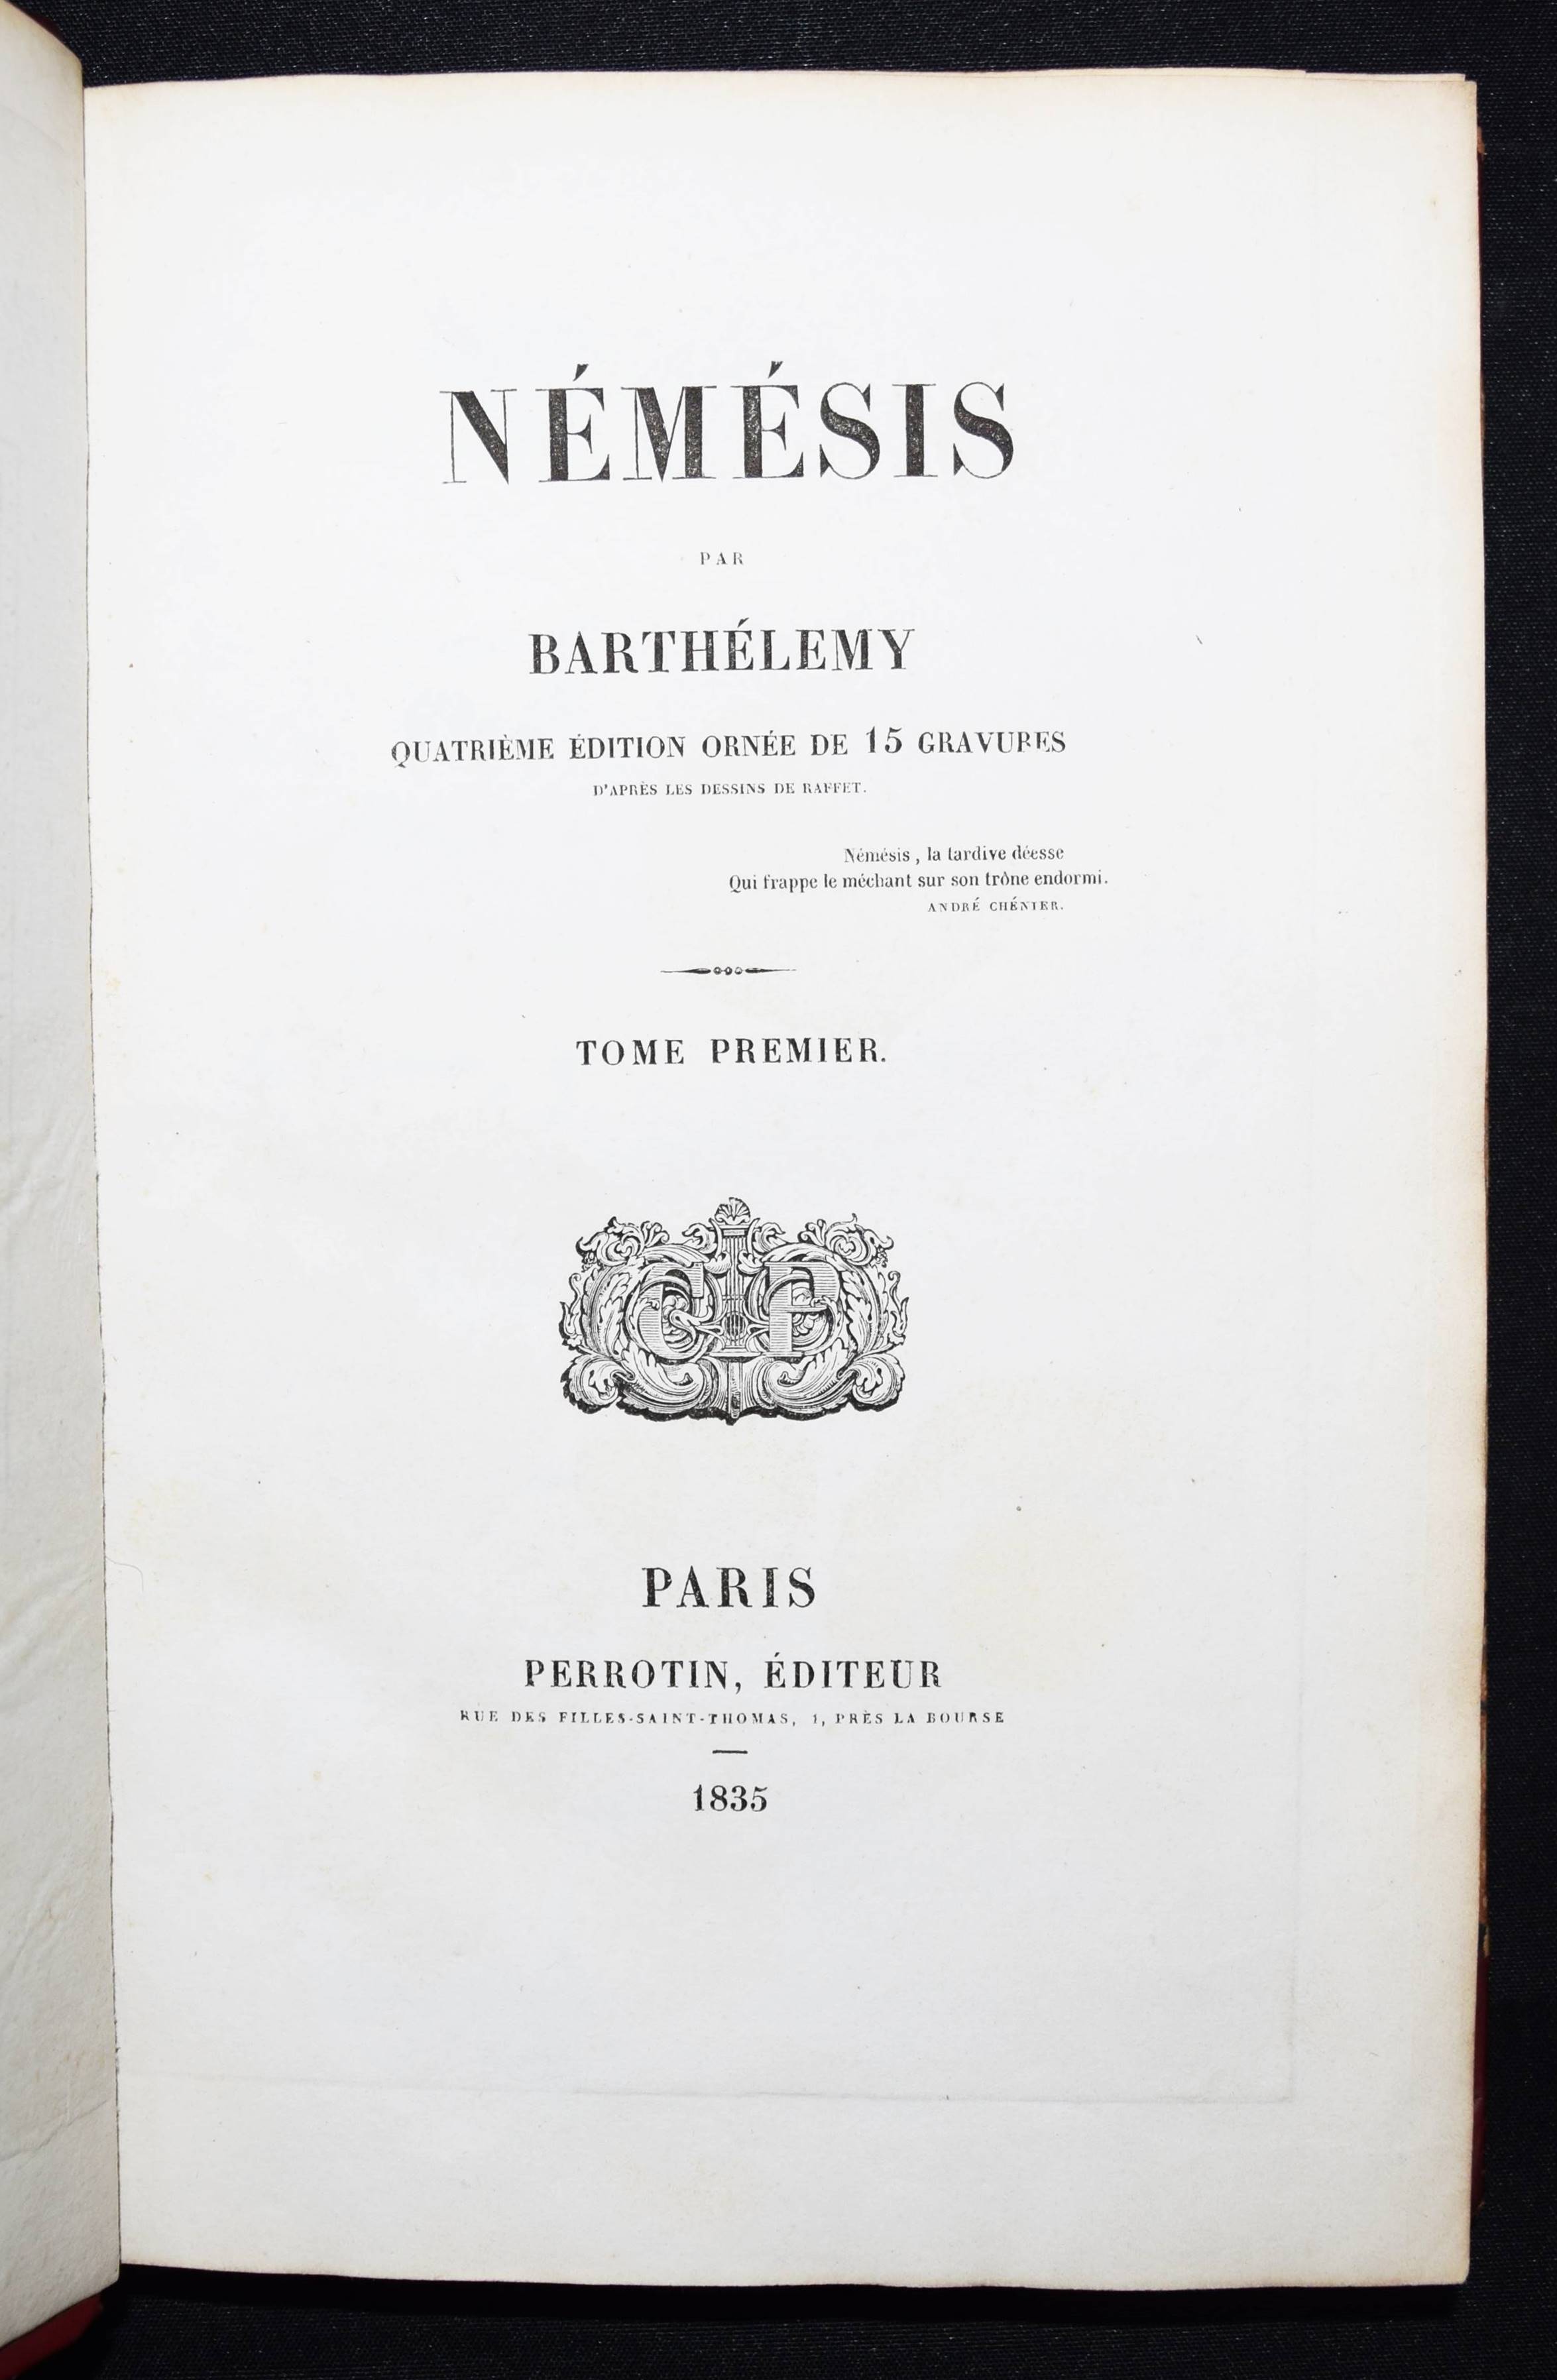 NÉMÉSIS
PAR
BARTHÉLEMY
QUATRIÈME ÉDITION ORNÉE DE 15 GRAVURES
D'APRÈS LES DESSINS DE RAFFET.
Némésis, la tardive déesse
Qui frappe le méchant sur son trône endormi.
ANDRÉ CHÉNIER.
TOME PREMIER.
CP
PARIS
PERROTIN, ÉDITEUR
RUE DES FILLES-SAINT-THOMAS, 1, PRÈS LA BOURSE
1835